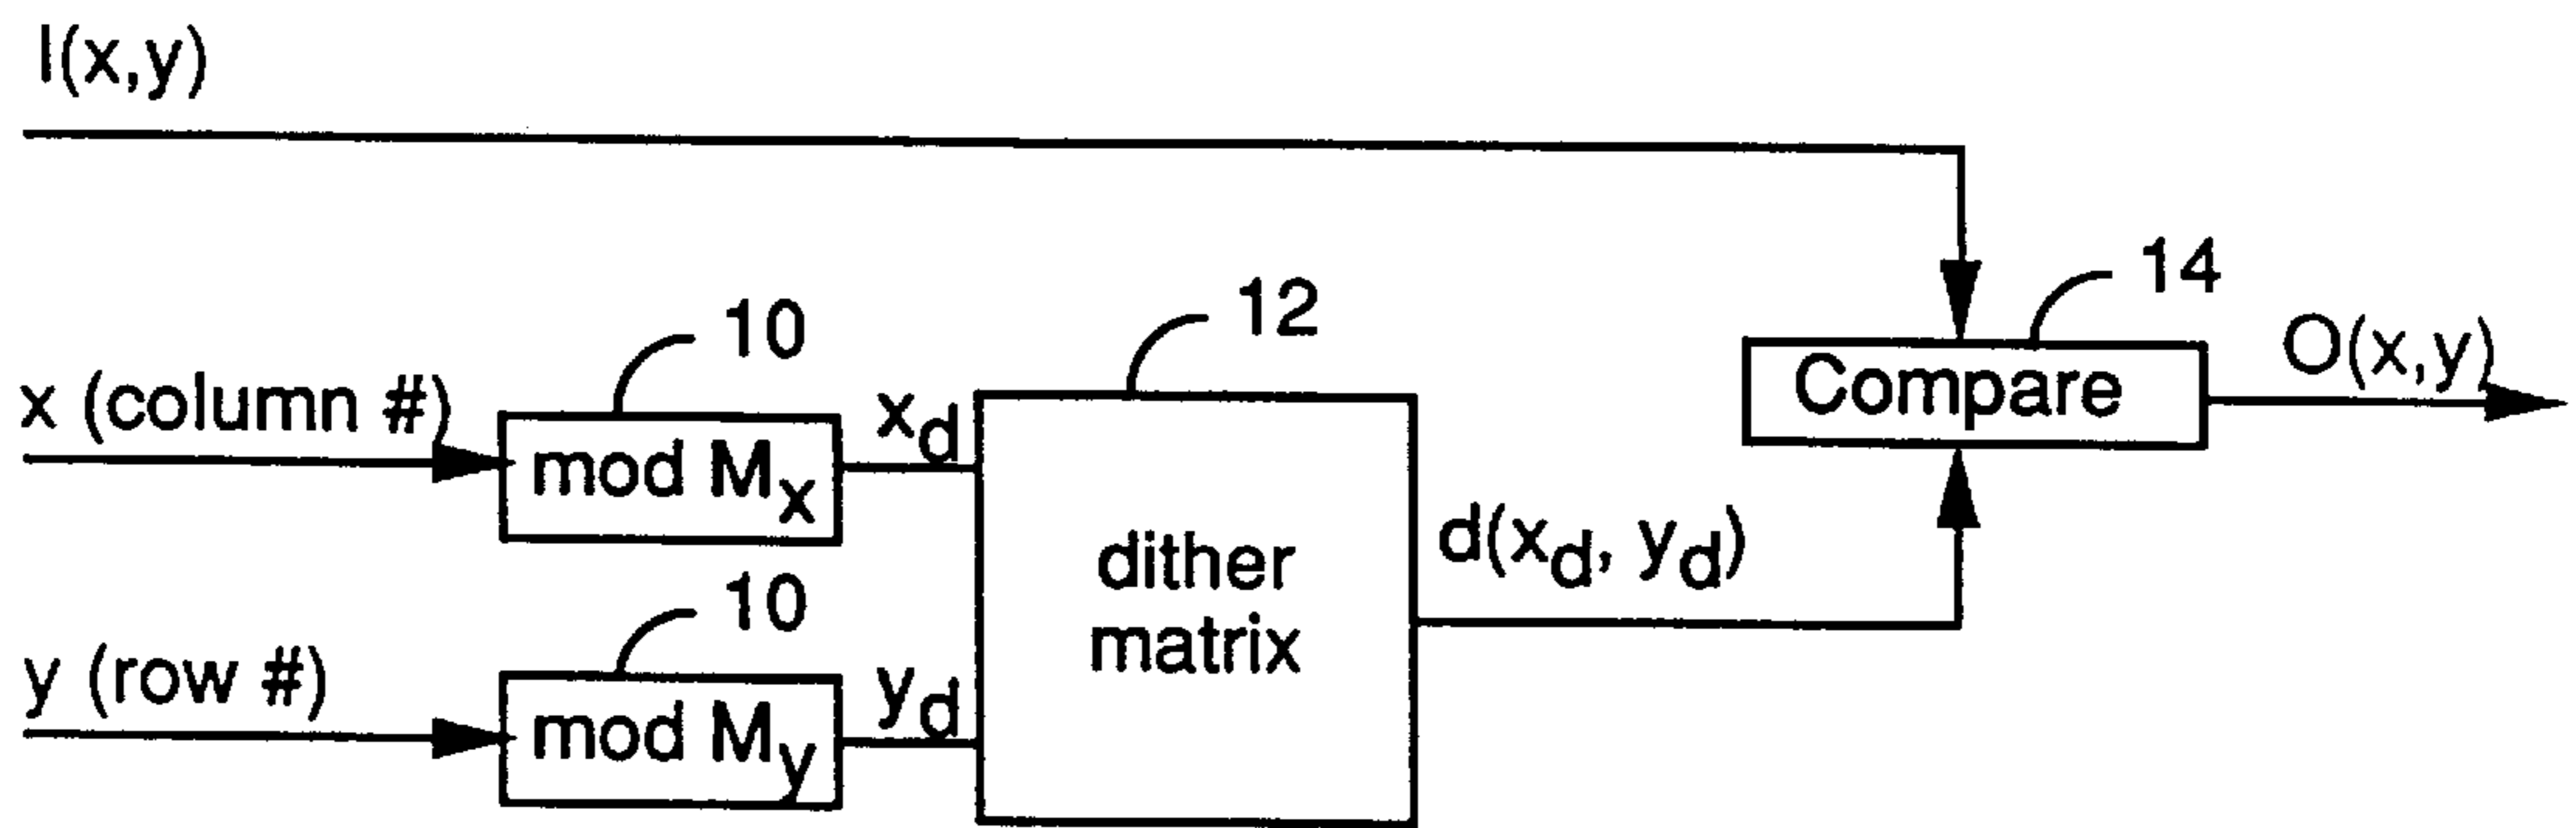 I(x,y)
14
12
10
O(x,y)
x (column #)
Compare
xd
mod Mx
d(xd, yd)
dither
matrix
10
y (row #)
yd
mod My